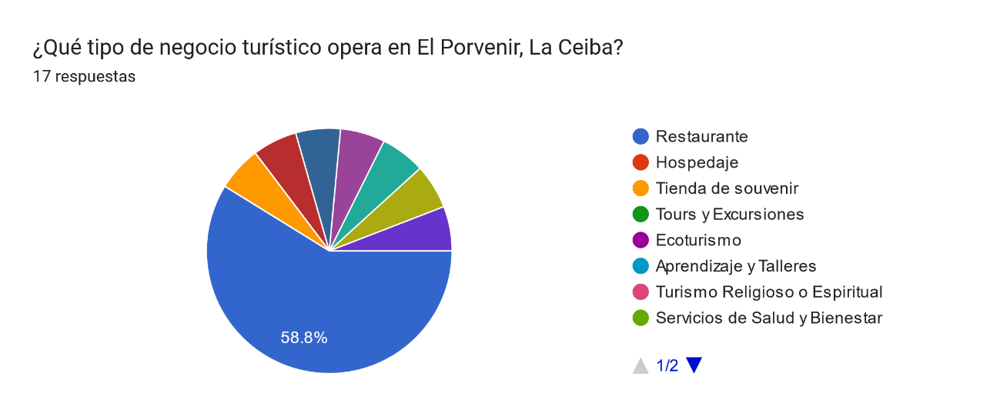 ¿Qué tipo de negocio turístico opera en El Porvenir, La Ceiba?
17 respuestas
58.8%
Restaurante
Hospedaje
Tienda de souvenir
Tours y Excursiones
Ecoturismo
Aprendizaje y Talleres
Turismo Religioso o Espiritual
Servicios de Salud y Bienestar
1/2